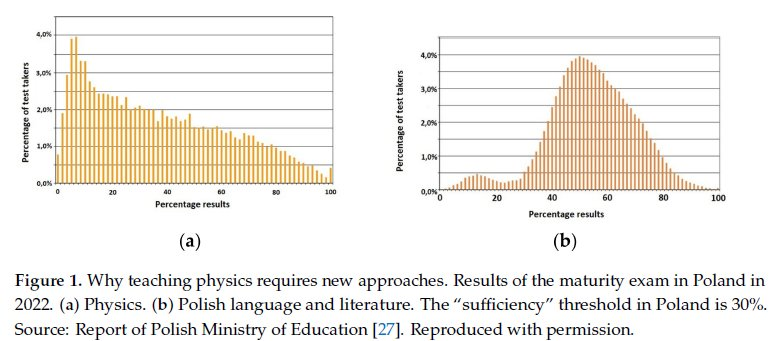 4,0%
3,0%
2,0%
1,0%
0,0%
Percentage of test takers
0 20 40 60 80 100
Percentage results
(a)
4,0%
3,0%
2,0%
1,0%
0,0%
Percentage of test takers
0 20 40 60 80 100
Percentage results
(b)
Figure 1. Why teaching physics requires new approaches. Results of the maturity exam in Poland in
2022. (a) Physics. (b) Polish language and literature. The “sufficiency” threshold in Poland is 30%.
Source: Report of Polish Ministry of Education [27]. Reproduced with permission.